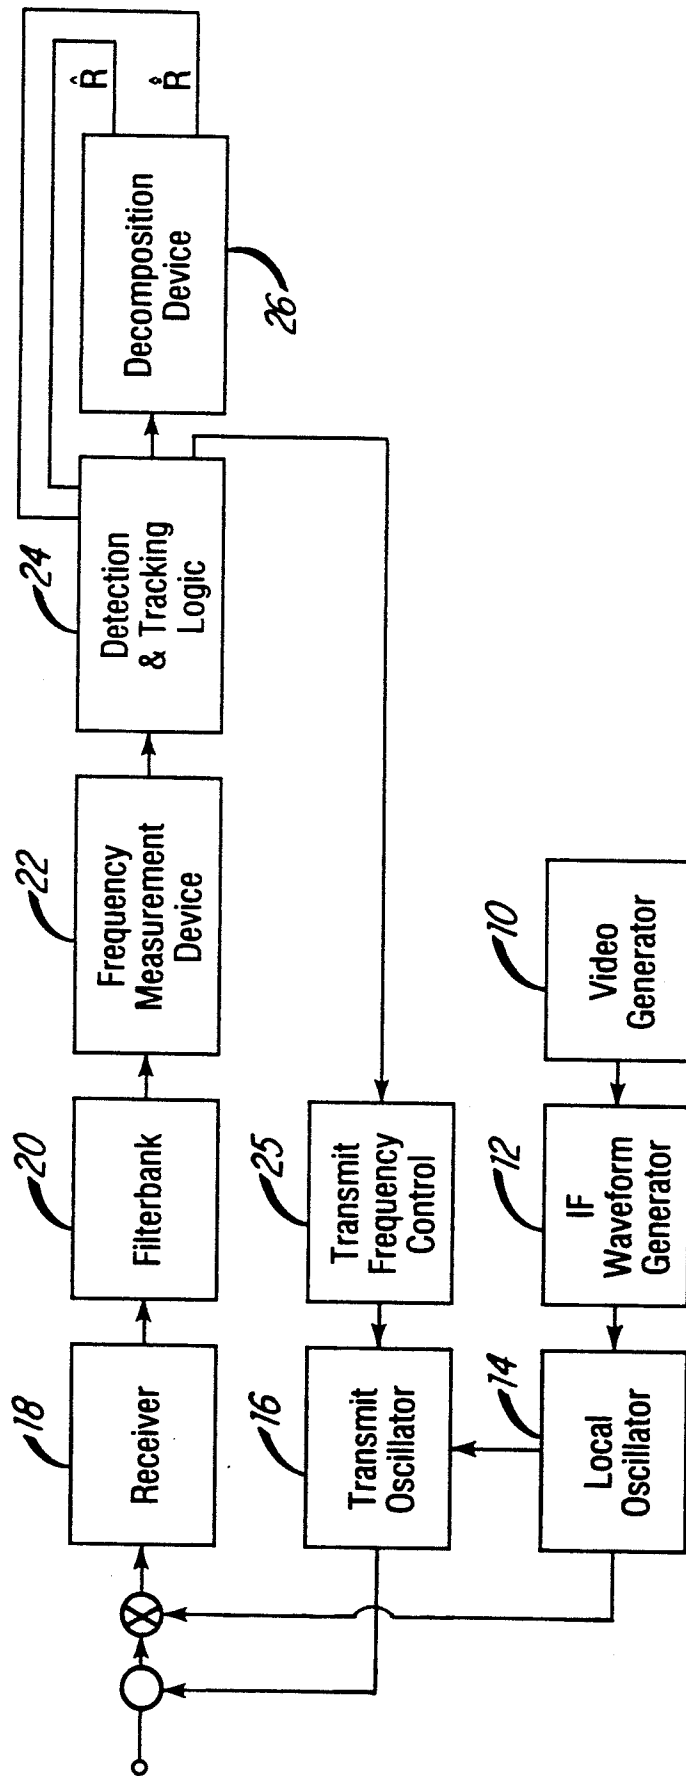 18
Receiver
20
Filterbank
22
Frequency
Measurement
Device
24
Detection
& Tracking
Logic
Decomposition
Device
26
R̂
R̂̇
16
Transmit
Oscillator
25
Transmit
Frequency
Control
14
Local
Oscillator
12
IF
Waveform
Generator
10
Video
Generator